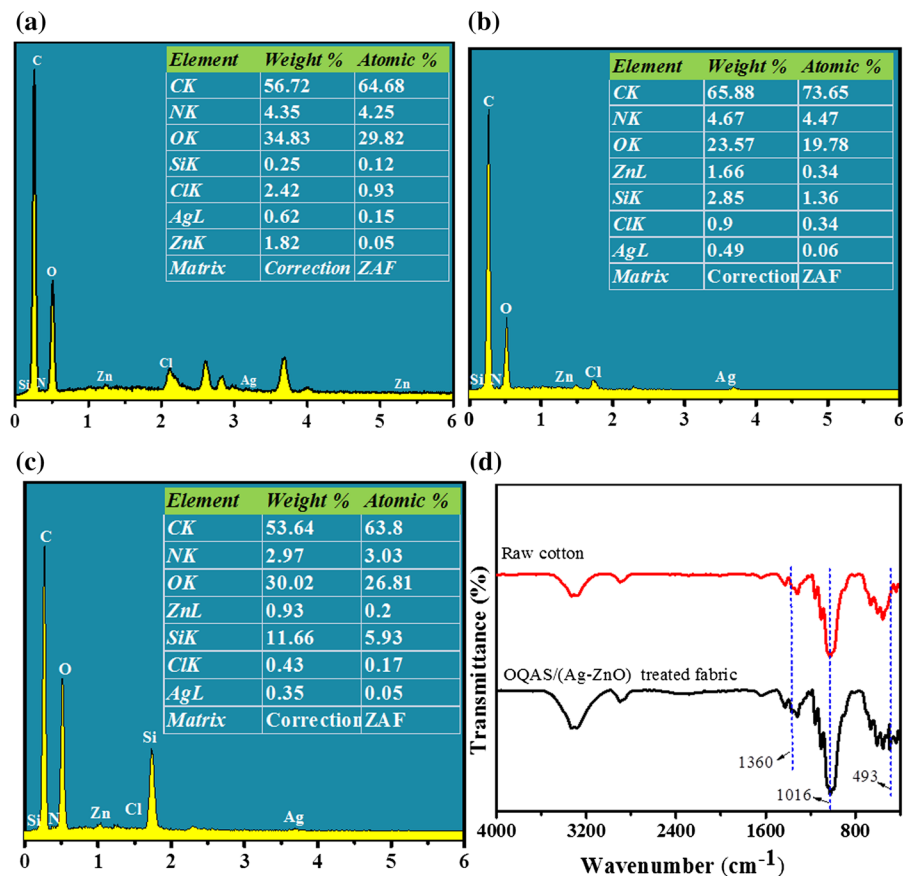 (a)
C
O
Si
N
Zn
Cl
Ag
Zn
Element Weight % Atomic %
CK 56.72 64.68
NK 4.35 4.25
OK 34.83 29.82
SiK 0.25 0.12
ClK 2.42 0.93
AgL 0.62 0.15
ZnK 1.82 0.05
Matrix Correction ZAF
0 1 2 3 4 5 6
(b)
C
O
Si
N
Zn
Cl
Ag
Element Weight % Atomic %
CK 65.88 73.65
NK 4.67 4.47
OK 23.57 19.78
ZnL 1.66 0.34
SiK 2.85 1.36
ClK 0.9 0.34
AgL 0.49 0.06
Matrix Correction ZAF
0 1 2 3 4 5 6
(c)
C
O
Si
Si
N
Zn
Cl
Ag
Element Weight % Atomic %
CK 53.64 63.8
NK 2.97 3.03
OK 30.02 26.81
ZnL 0.93 0.2
SiK 11.66 5.93
ClK 0.43 0.17
AgL 0.35 0.05
Matrix Correction ZAF
0 1 2 3 4 5 6
(d)
Transmittance (%)
Raw cotton
OQAS/(Ag-ZnO) treated fabric
1360
1016
493
4000 3200 2400 1600 800
Wavenumber (cm-1)